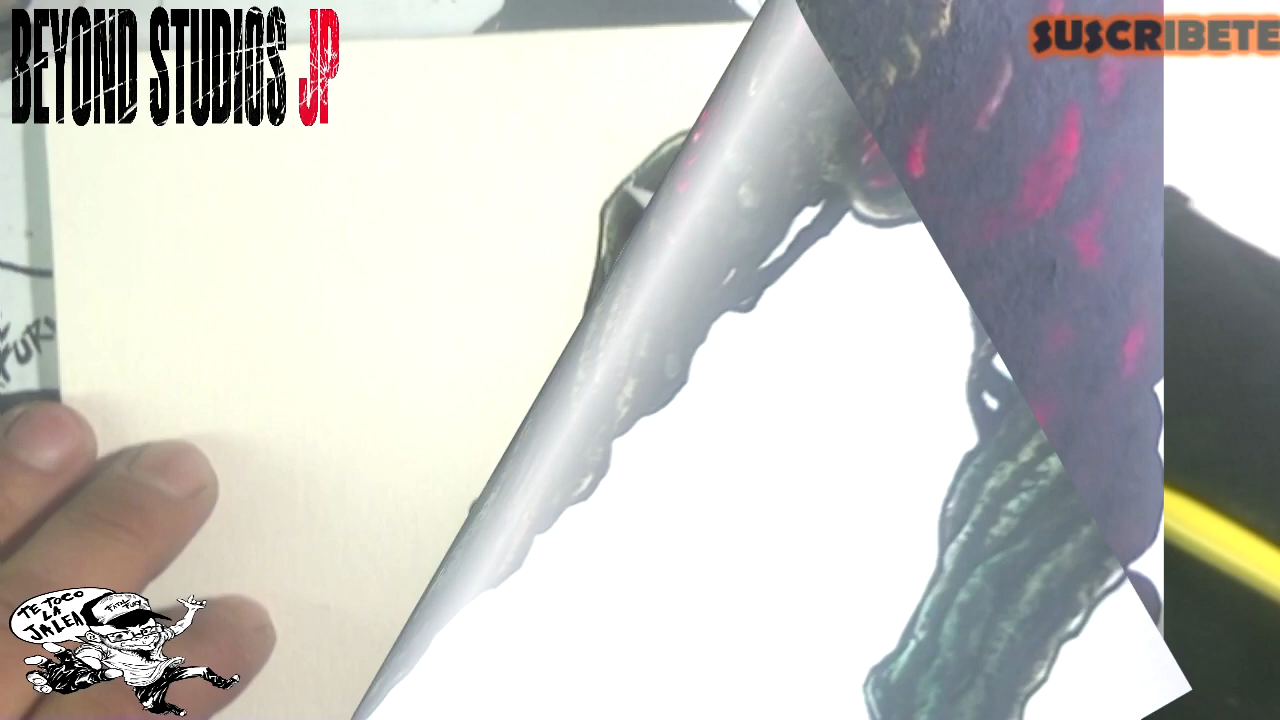 BEYOND STUDIOS JP
SUSCRIBETE
TE TOCO
LA
JALEA